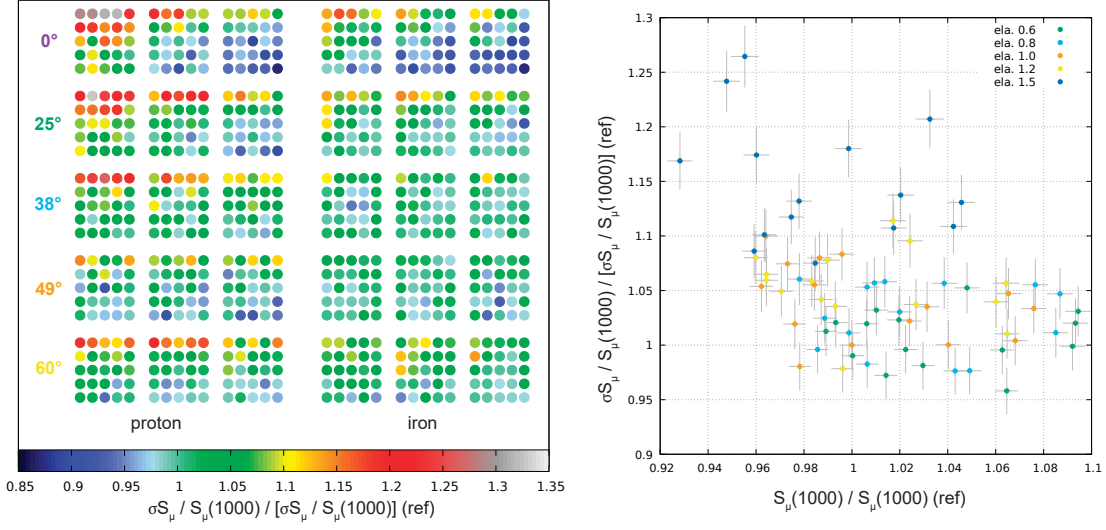 0°
25°
38°
49°
60°
proton iron
0.85 0.9 0.95 1 1.05 1.1 1.15 1.2 1.25 1.3 1.35
σSμ / Sμ(1000) / [σSμ / Sμ(1000)] (ref)
1.3
1.25
1.2
1.15
1.1
1.05
1
0.95
0.9
σSμ / Sμ(1000) / [σSμ / Sμ(1000)] (ref)
ela. 0.6
ela. 0.8
ela. 1.0
ela. 1.2
ela. 1.5
0.92 0.94 0.96 0.98 1 1.02 1.04 1.06 1.08 1.1
Sμ(1000) / Sμ(1000) (ref)